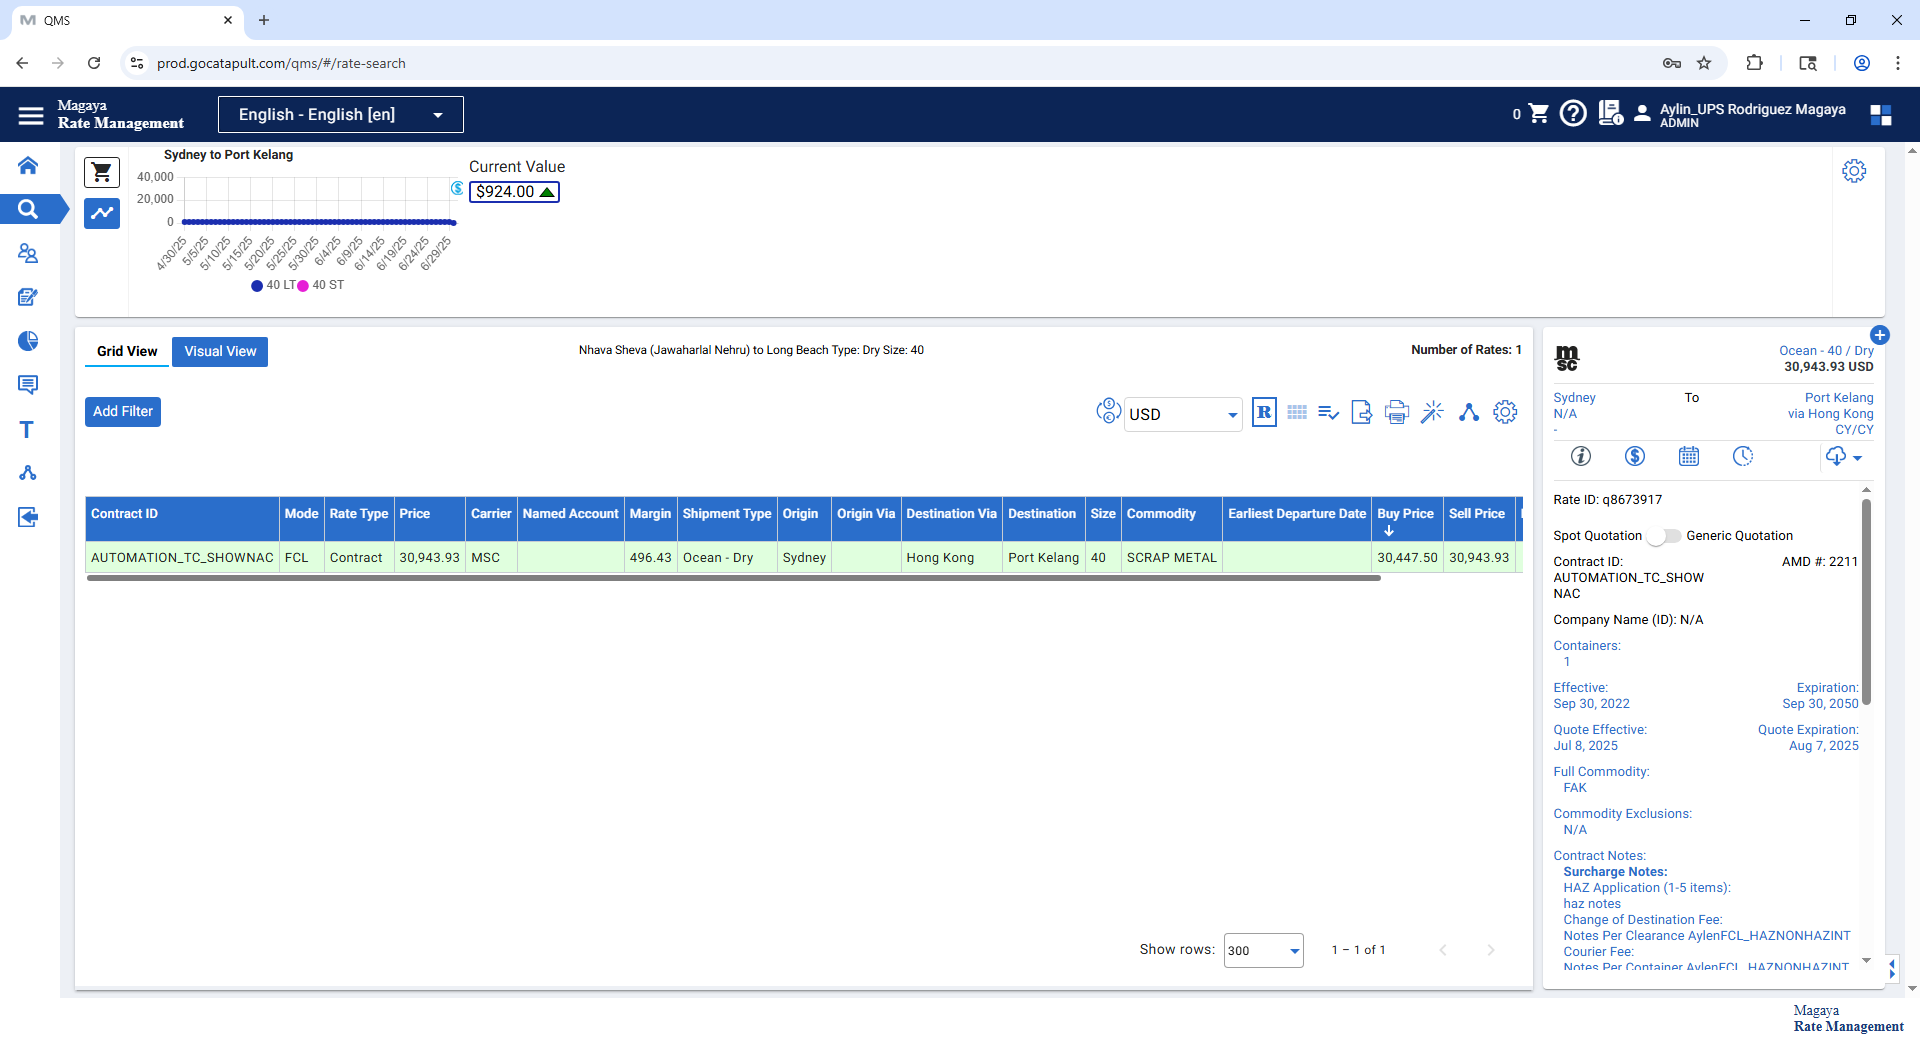 QMS
prod.gocatapult.com/qms/#/rate-search
Magaya
Rate Management
English - English [en]
0
Aylin_UPS Rodriguez Magaya
ADMIN
Sydney to Port Kelang
40,000
20,000
0
4/30/25
5/5/25
5/10/25
5/15/25
5/20/25
5/25/25
5/30/25
6/4/25
6/9/25
6/14/25
6/19/25
6/24/25
6/29/25
40 LT
40 ST
Current Value
$924.00
Grid View
Visual View
Nhava Sheva (Jawaharlal Nehru) to Long Beach Type: Dry Size: 40
Number of Rates: 1
Add Filter
USD
R
Contract ID Mode Rate Type Price Carrier Named Account Margin Shipment Type Origin Origin Via Destination Via Destination Size Commodity Earliest Departure Date Buy Price Sell Price
AUTOMATION_TC_SHOWNAC FCL Contract 30,943.93 MSC 496.43 Ocean - Dry Sydney Hong Kong Port Kelang 40 SCRAP METAL 30,447.50 30,943.93
Show rows: 300 1 – 1 of 1
msc
Ocean - 40 / Dry
30,943.93 USD
Sydney To Port Kelang
N/A via Hong Kong
- CY/CY
Rate ID: q8673917
Spot Quotation Generic Quotation
Contract ID: AMD #: 2211
AUTOMATION_TC_SHOW
NAC
Company Name (ID): N/A
Containers:
1
Effective: Expiration:
Sep 30, 2022 Sep 30, 2050
Quote Effective: Quote Expiration:
Jul 8, 2025 Aug 7, 2025
Full Commodity:
FAK
Commodity Exclusions:
N/A
Contract Notes:
Surcharge Notes:
HAZ Application (1-5 items):
haz notes
Change of Destination Fee:
Notes Per Clearance AylenFCL_HAZNONHAZINT
Courier Fee:
Notes Per Container AylenFCL_HAZNONHAZINT
Magaya
Rate Management